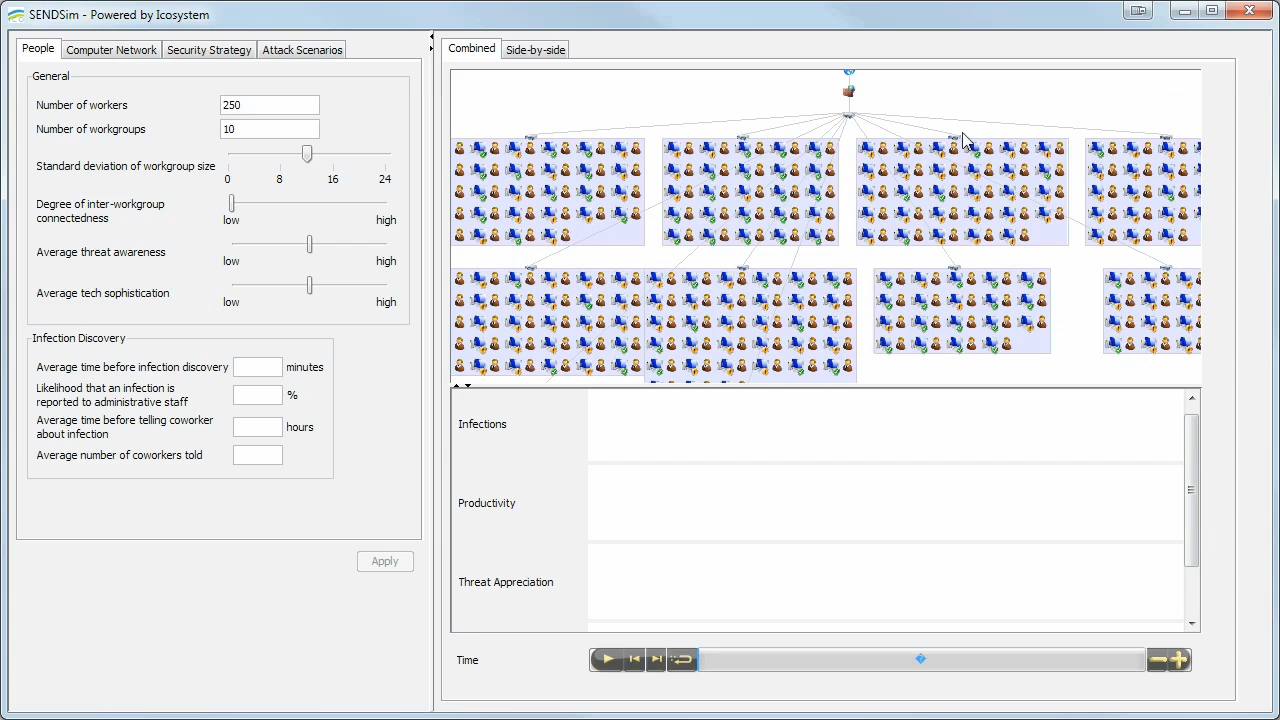 SENDSim - Powered by Icosystem
People
Computer Network
Security Strategy
Attack Scenarios
General
Number of workers
250
Number of workgroups
10
Standard deviation of workgroup size
0 8 16 24
Degree of inter-workgroup
connectedness
low high
Average threat awareness
low high
Average tech sophistication
low high
Infection Discovery
Average time before infection discovery
minutes
Likelihood that an infection is
reported to administrative staff
%
Average time before telling coworker
about infection
hours
Average number of coworkers told
Apply
Combined
Side-by-side
Infections
Productivity
Threat Appreciation
Time